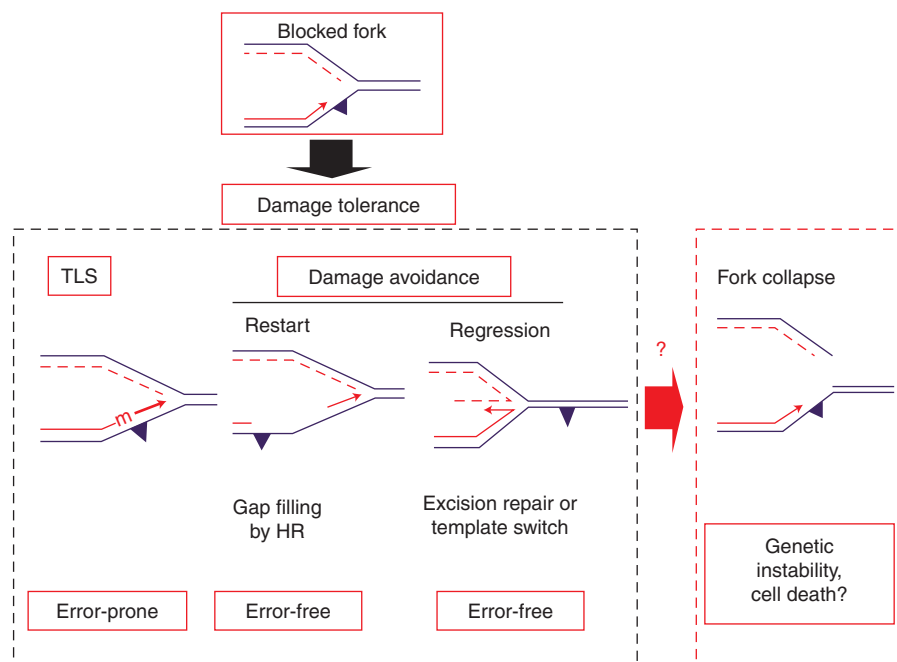 Blocked fork
Damage tolerance
TLS
Damage avoidance
Restart
Regression
m
Gap filling
by HR
Excision repair or
template switch
Error-prone
Error-free
Error-free
?
Fork collapse
Genetic
instability,
cell death?